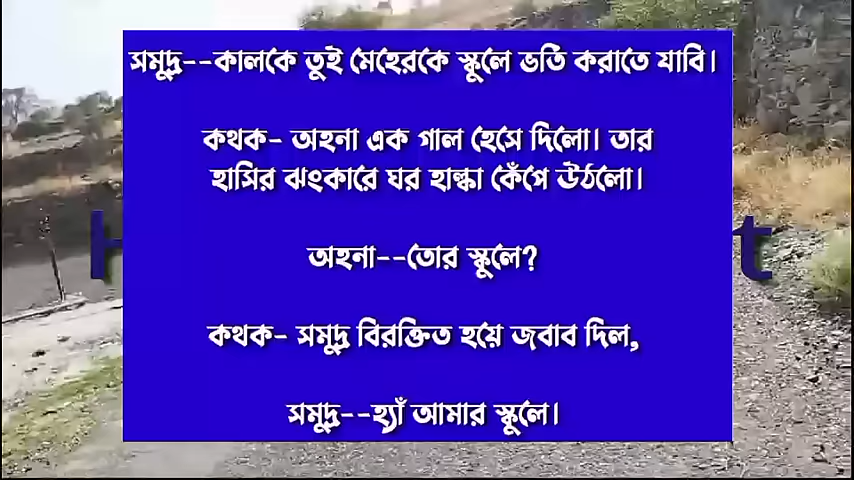 সমুদ্র--কালকে তুই মেহেরকে স্কুলে ভর্তি করাতে যাবি।
কথক- অহনা এক গাল হেসে দিলো। তার
হাসির ঝংকারে ঘর হাল্কা কেঁপে উঠলো।
অহনা--তোর স্কুলে?
কথক- সমুদ্র বিরক্তিত হয়ে জবাব দিল,
সমুদ্র--হ্যাঁ আমার স্কুলে।